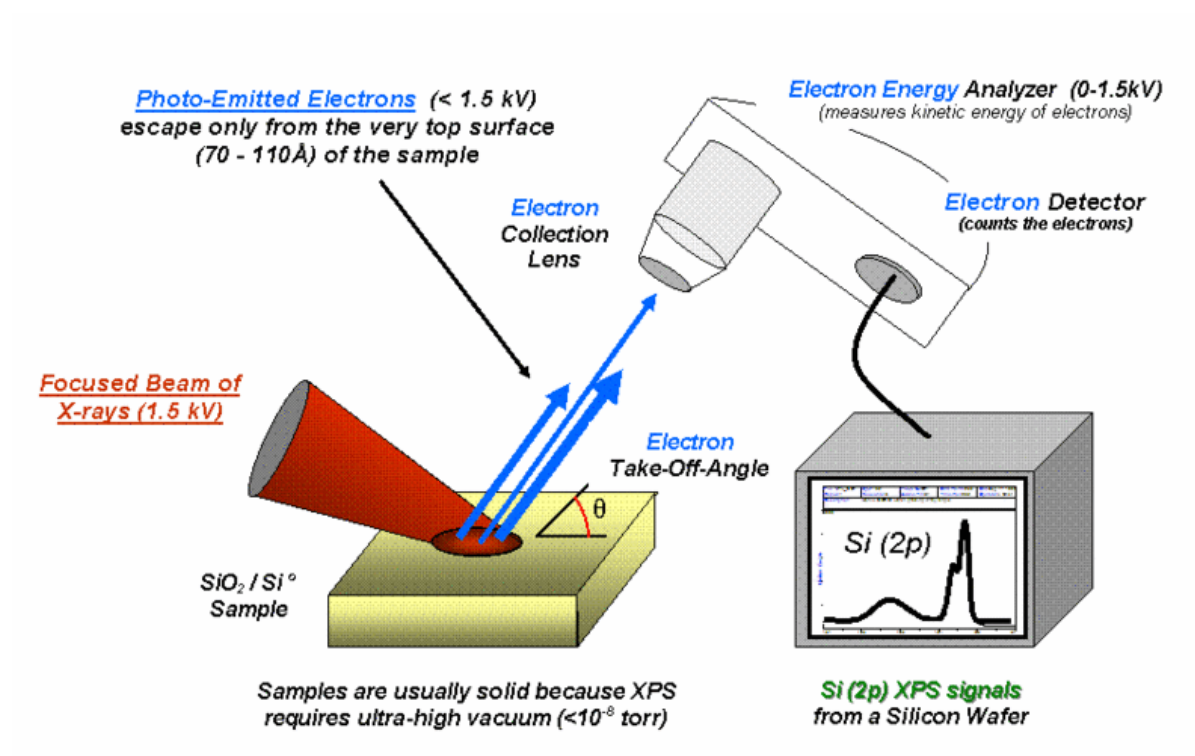 Photo-Emitted Electrons (< 1.5 kV)
escape only from the very top surface
(70 - 110Å) of the sample
Electron Energy Analyzer (0-1.5kV)
(measures kinetic energy of electrons)
Electron
Collection
Lens
Electron Detector
(counts the electrons)
Focused Beam of
X-rays (1.5 kV)
Electron
Take-Off-Angle
θ
Si (2p)
SiO₂ / Si°
Sample
Samples are usually solid because XPS
requires ultra-high vacuum (<10⁻⁸ torr)
Si (2p) XPS signals
from a Silicon Wafer